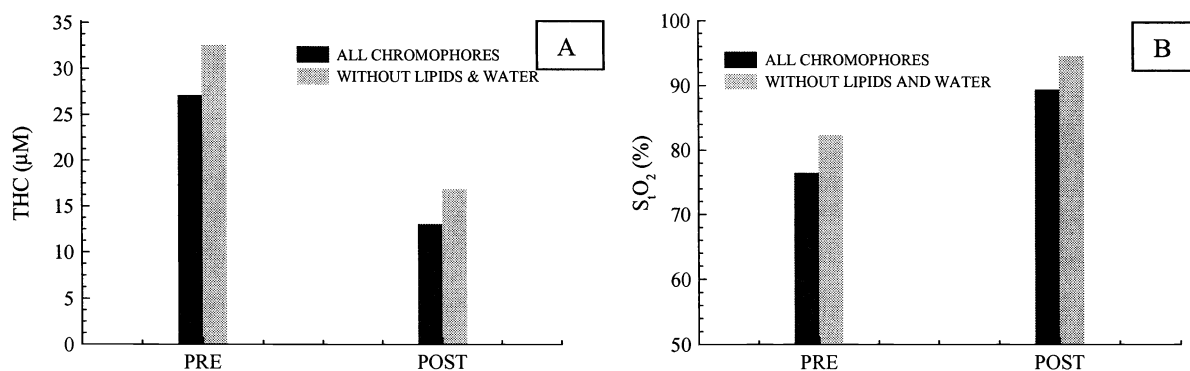 A
THC (μM)
35
30
25
20
15
10
5
0
ALL CHROMOPHORES
WITHOUT LIPIDS & WATER
PRE POST
B
StO2 (%)
100
90
80
70
60
50
ALL CHROMOPHORES
WITHOUT LIPIDS AND WATER
PRE POST